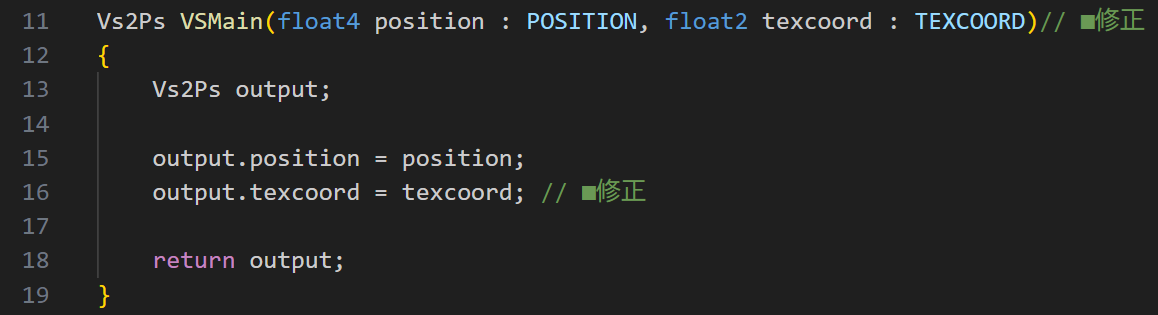 11 Vs2Ps VSMain(float4 position : POSITION, float2 texcoord : TEXCOORD)// ■修正
12 {
13     Vs2Ps output;
14
15     output.position = position;
16     output.texcoord = texcoord; // ■修正
17
18     return output;
19 }